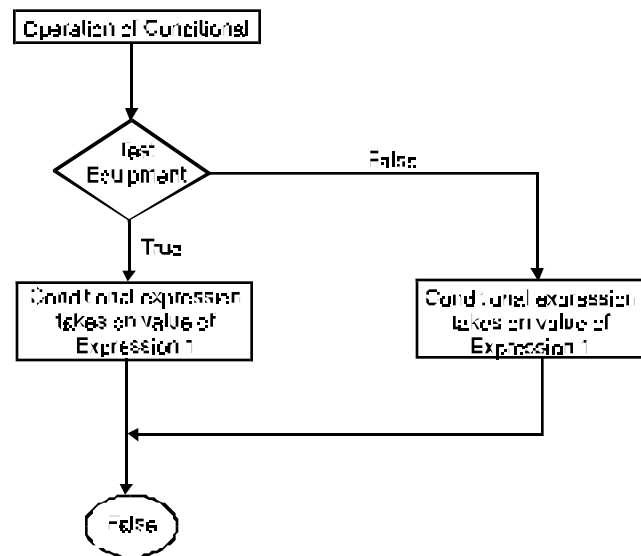 Operation of Conditional
Test
Equipment
False
True
Conditional expression
takes on value of
Expression 1
Conditional expression
takes on value of
Expression 1
False